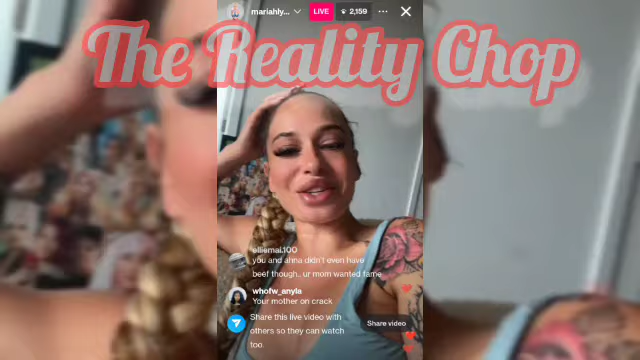 mariahly...
LIVE
2,159
The Reality Chop
elliemai.100
you and anna didn't even have
beef though.. ur mom wanted fame
whofw_anyla
Your mother on crack
Share this live video with
others so they can watch
too.
Share video